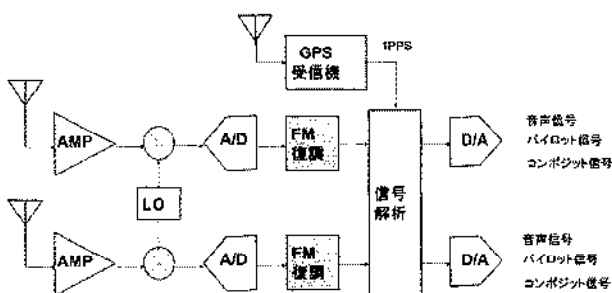 GPS
受信機
1PPS
AMP
A/D
FM
復調
D/A
音声信号
パイロット信号
コンポジット信号
LO
信号
解析
AMP
A/D
FM
復調
D/A
音声信号
パイロット信号
コンポジット信号